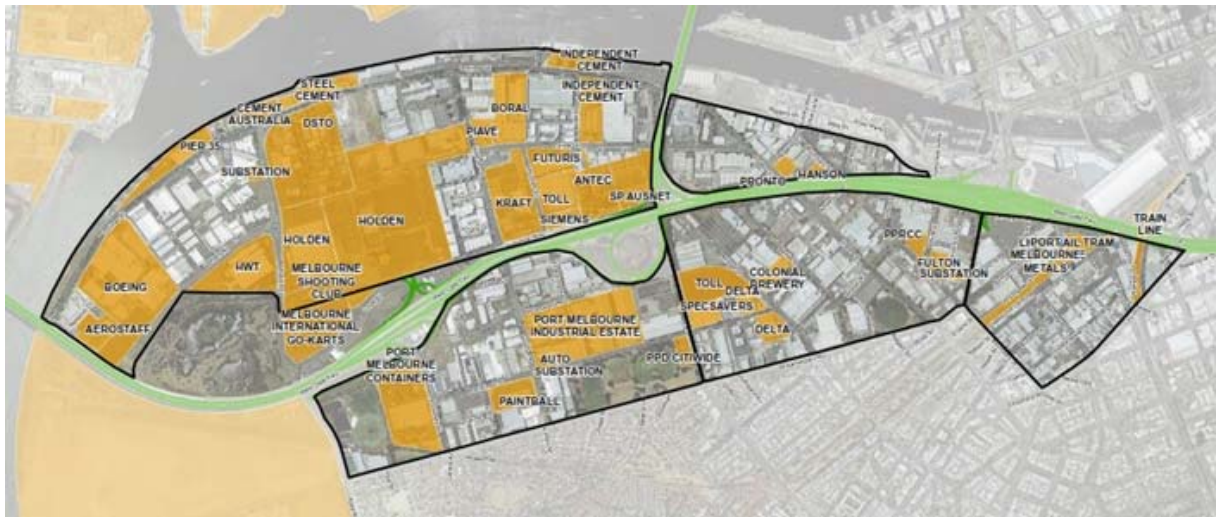 INDEPENDENT
CEMENT
STEEL
CEMENT
INDEPENDENT
CEMENT
CEMENT
AUSTRALIA
DSTO
BORAL
PIAVE
PIER 35
SUBSTATION
FUTURIS
ANTEC
KRAFT
TOLL
SP AUSNET
SIEMENS
PRONTO
HANSON
HOLDEN
HOLDEN
HWT
MELBOURNE
SHOOTING
CLUB
BOEING
AEROSTAFF
MELBOURNE
INTERNATIONAL
GO-KARTS
PORT
MELBOURNE
CONTAINERS
PORT MELBOURNE
INDUSTRIAL ESTATE
AUTO
SUBSTATION
PPD CITIWIDE
PAINTBALL
TOLL
DELTA
SPECSAVERS
COLONIAL
BREWERY
DELTA
PPRCC
FULTON
SUBSTATION
TRAM
MELBOURNE
METALS
TRAIN
LINE